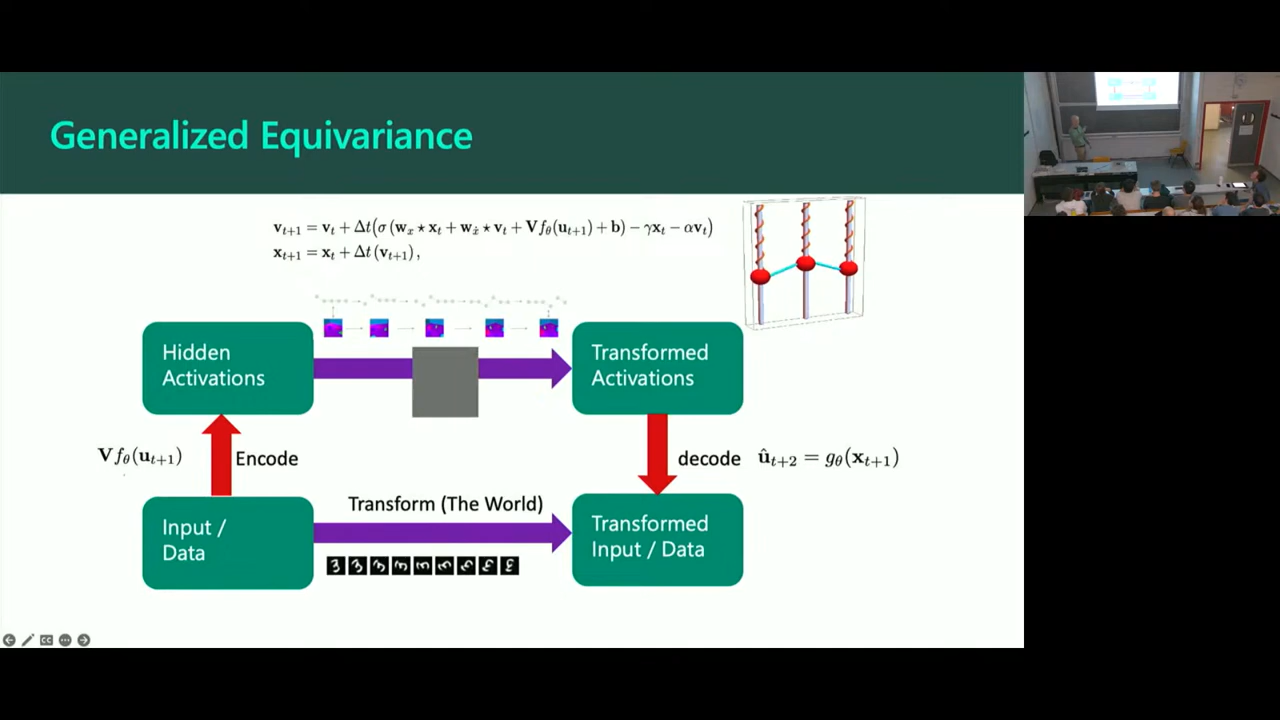 Generalized Equivariance
v_{t+1} = v_t + Δt(σ(w_x ⋆ x_t + w_ẋ ⋆ v_t + Vf_θ(u_{t+1}) + b) − γx_t − αv_t)
x_{t+1} = x_t + Δt(v_{t+1}),
Hidden
Activations
Transformed
Activations
Vf_θ(u_{t+1})
Encode
decode
û_{t+2} = g_θ(x_{t+1})
Transform (The World)
Input /
Data
Transformed
Input / Data
CC